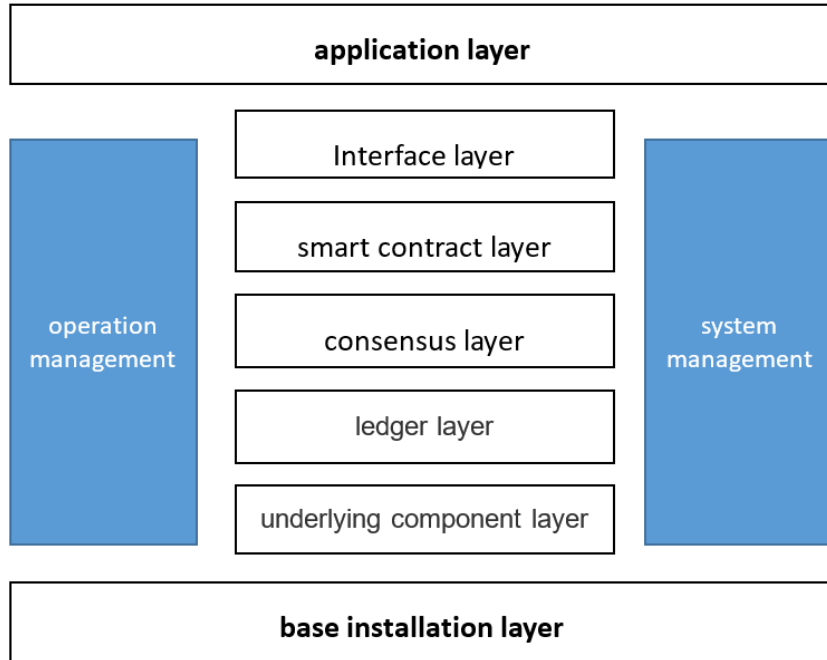 application layer
Interface layer
smart contract layer
consensus layer
ledger layer
underlying component layer
operation
management
system
management
base installation layer